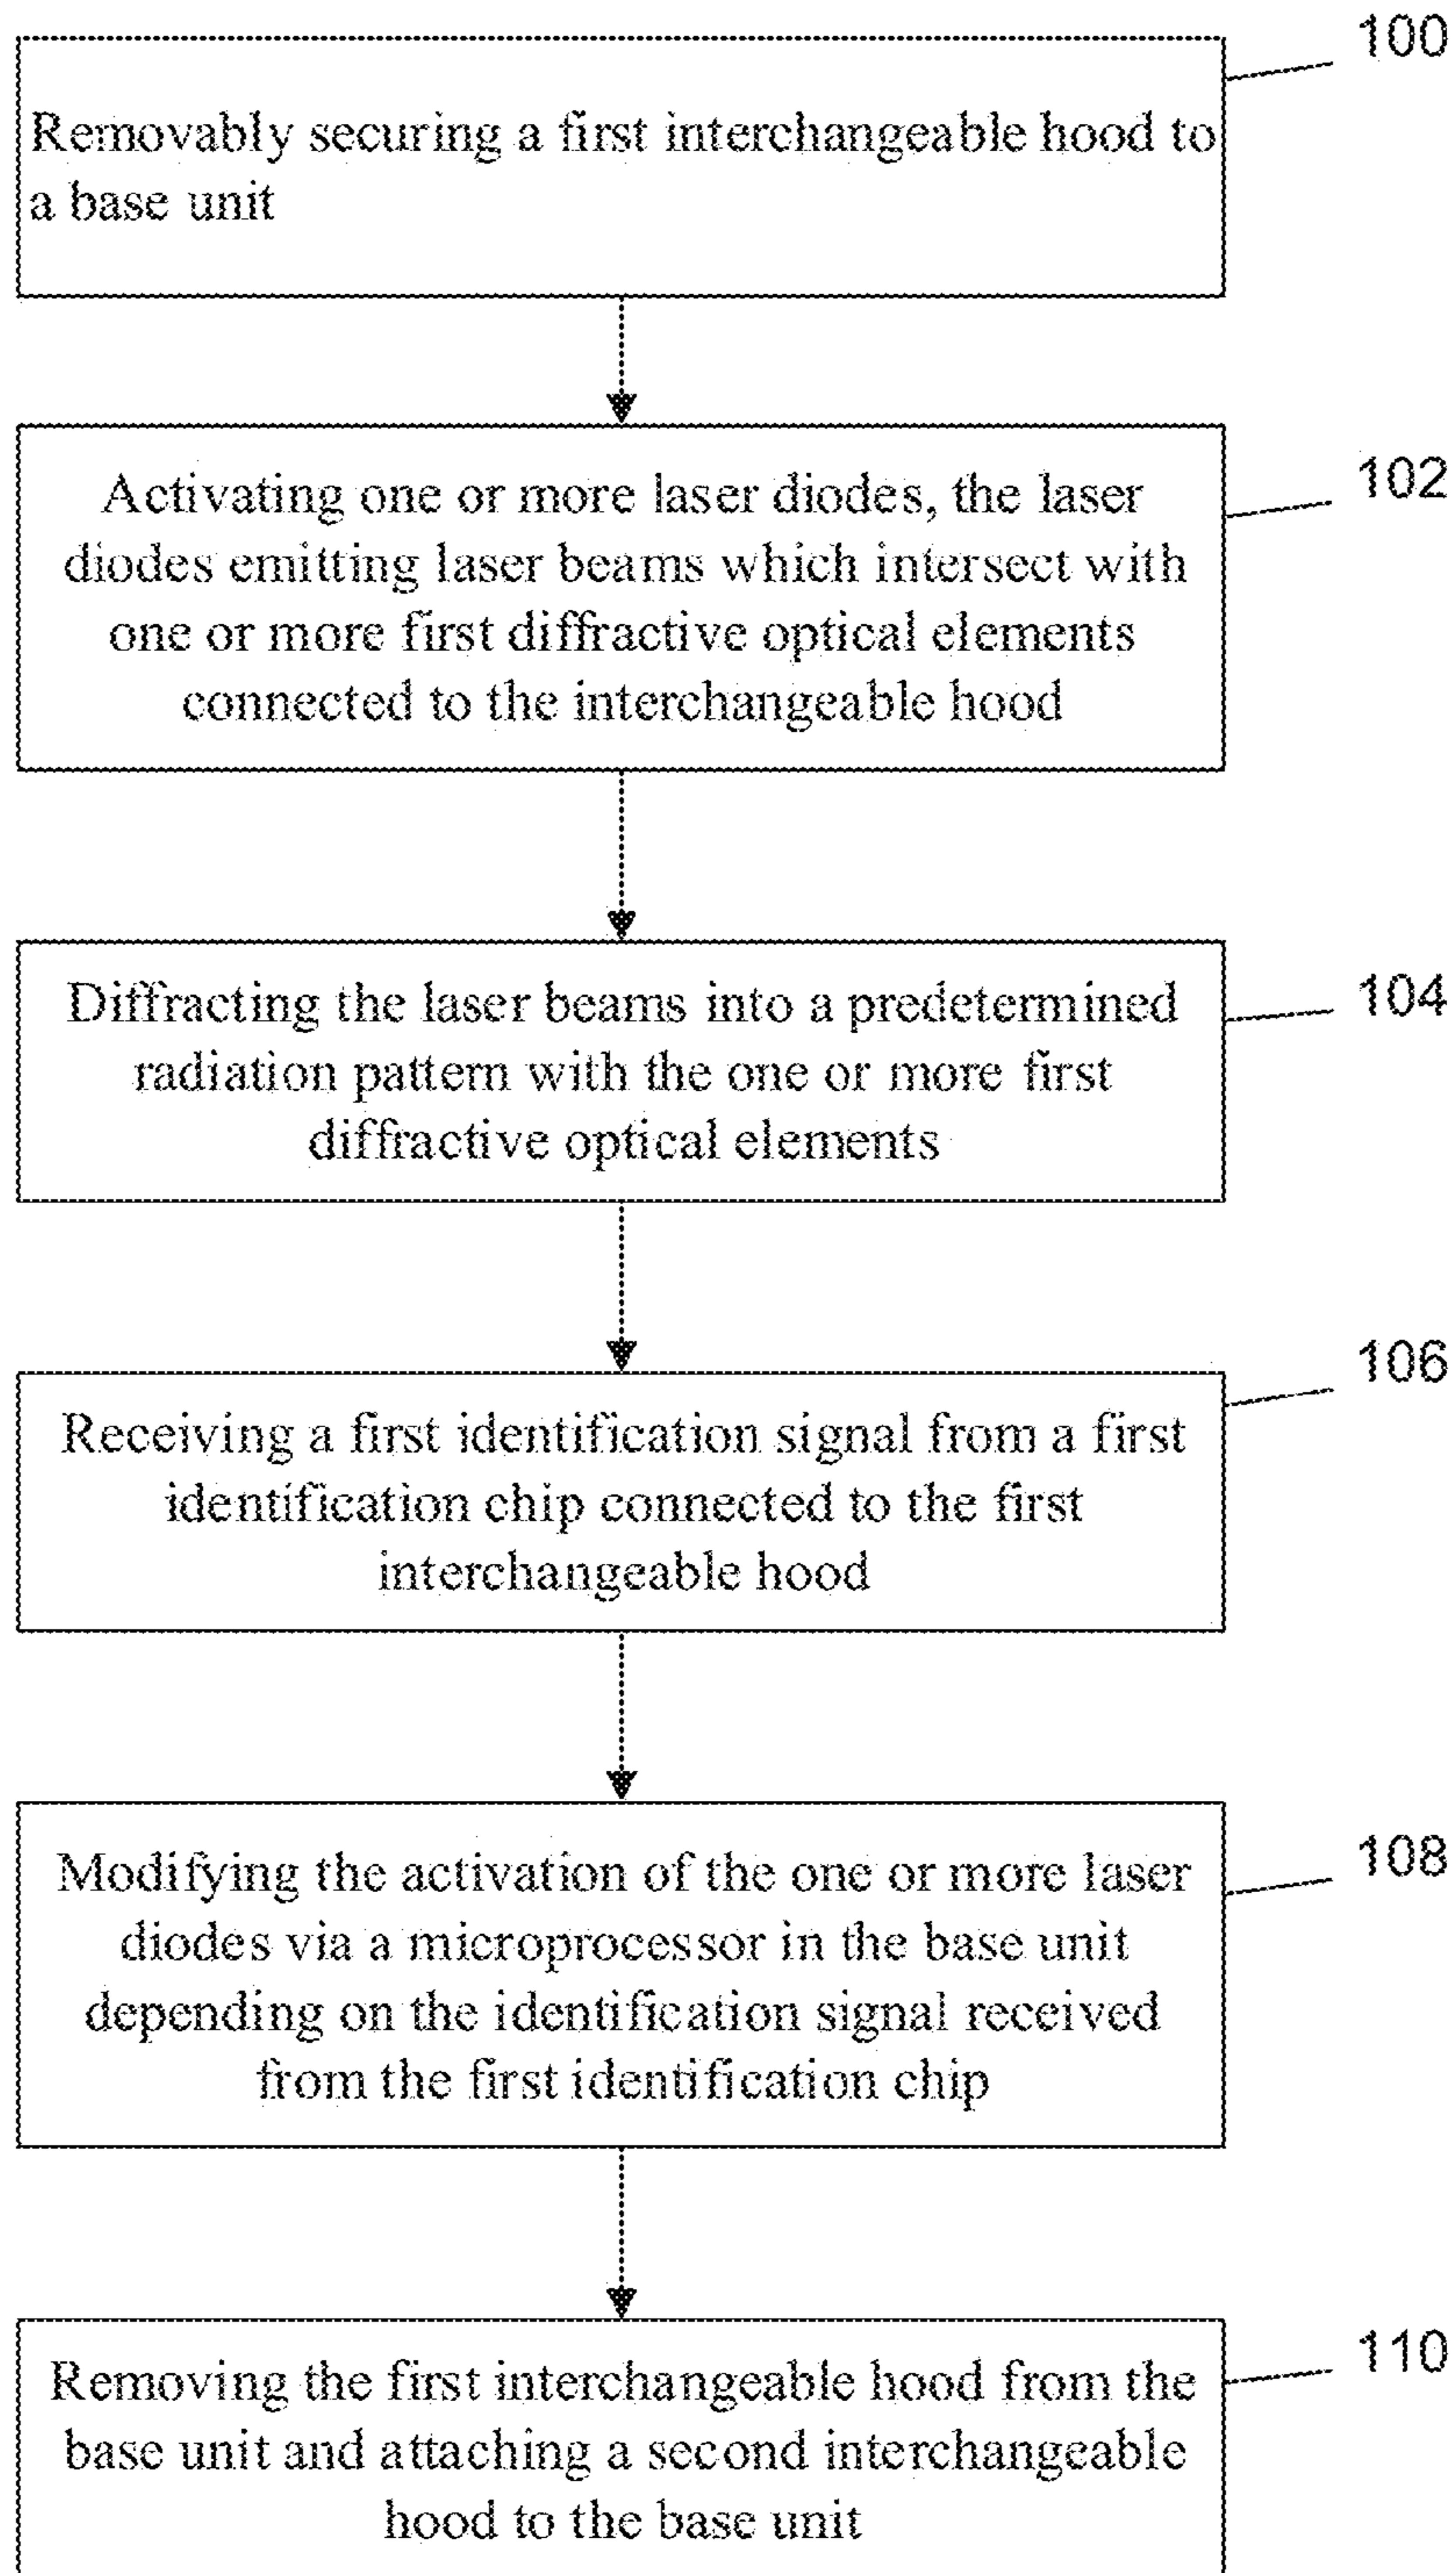 100
Removably securing a first interchangeable hood to
a base unit
102
Activating one or more laser diodes, the laser
diodes emitting laser beams which intersect with
one or more first diffractive optical elements
connected to the interchangeable hood
104
Diffracting the laser beams into a predetermined
radiation pattern with the one or more first
diffractive optical elements
106
Receiving a first identification signal from a first
identification chip connected to the first
interchangeable hood
108
Modifying the activation of the one or more laser
diodes via a microprocessor in the base unit
depending on the identification signal received
from the first identification chip
110
Removing the first interchangeable hood from the
base unit and attaching a second interchangeable
hood to the base unit